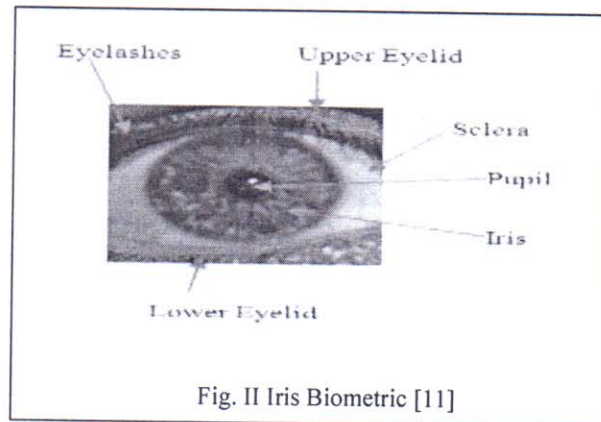 Eyelashes
Upper Eyelid
Sclera
Pupil
Iris
Lower Eyelid
Fig. II Iris Biometric [11]